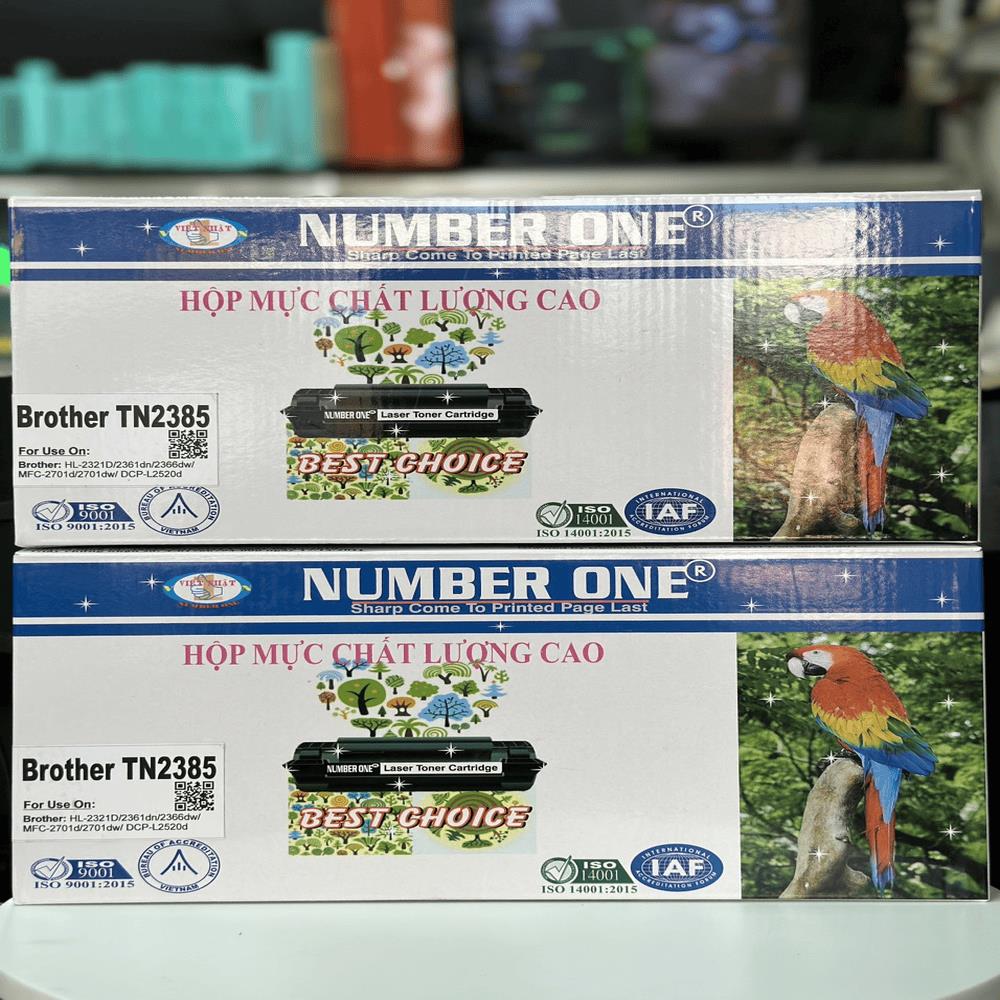 VIỆT NHẬT
NUMBER ONE
NUMBER ONE®
Sharp Come To Printed Page Last
HỘP MỰC CHẤT LƯỢNG CAO
NUMBER ONE Laser Toner Cartridge
BEST CHOICE
Brother TN2385
For Use On:
Brother: HL-2321D/2361dn/2366dw/
MFC-2701d/2701dw/ DCP-L2520d
ISO
9001
ISO 9001:2015
BUREAU OF ACCREDITATION
VIETNAM
ISO
14001
ISO 14001:2015
INTERNATIONAL
IAF
ACCREDITATION FORUM
VIỆT NHẬT
NUMBER ONE
NUMBER ONE®
Sharp Come To Printed Page Last
HỘP MỰC CHẤT LƯỢNG CAO
NUMBER ONE Laser Toner Cartridge
BEST CHOICE
Brother TN2385
For Use On:
Brother: HL-2321D/2361dn/2366dw/
MFC-2701d/2701dw/ DCP-L2520d
ISO
9001
ISO 9001:2015
BUREAU OF ACCREDITATION
VIETNAM
ISO
14001
ISO 14001:2015
INTERNATIONAL
IAF
ACCREDITATION FORUM